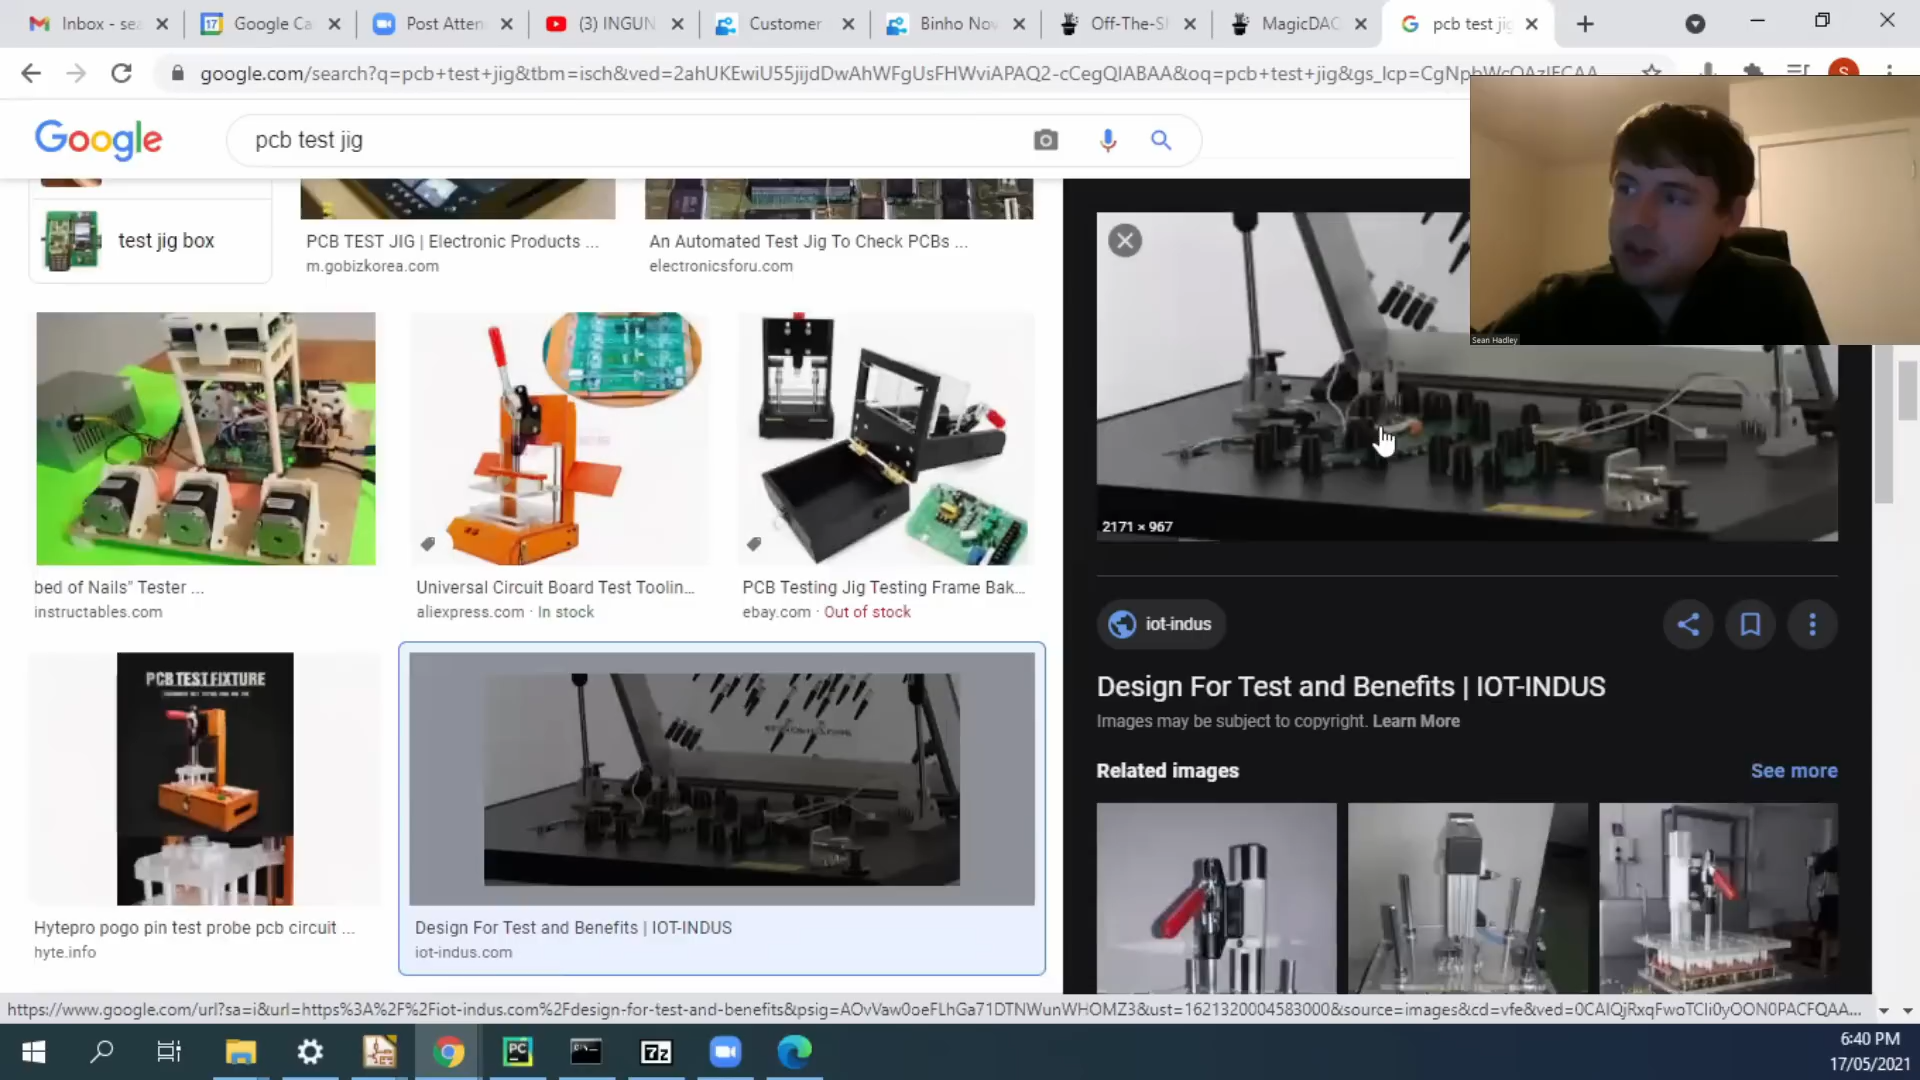 Inbox - sea
17
Google Ca
Post Atten
(3) INGUN
Customer
Binho Nov
Off-The-S
MagicDAC
pcb test jig
google.com/search?q=pcb+test+jig&tbm=isch&ved=2ahUKEwiU55jijdDwAhWFgUsFHWviAPAQ2-cCegQIABAA&oq=pcb+test+jig&gs_lcp=CgNpbWcQAzIECAA
S
Google
pcb test jig
Sean Hadley
test jig box
PCB TEST JIG | Electronic Products ...
m.gobizkorea.com
An Automated Test Jig To Check PCBs ...
electronicsforu.com
2171 × 967
bed of Nails" Tester ...
instructables.com
Universal Circuit Board Test Toolin...
aliexpress.com · In stock
PCB Testing Jig Testing Frame Bak...
ebay.com · Out of stock
iot-indus
Design For Test and Benefits | IOT-INDUS
Images may be subject to copyright. Learn More
Related images
See more
PCB TEST FIXTURE
Hytepro pogo pin test probe pcb circuit ...
hyte.info
Design For Test and Benefits | IOT-INDUS
iot-indus.com
https://www.google.com/url?sa=i&url=https%3A%2F%2Fiot-indus.com%2Fdesign-for-test-and-benefits&psig=AOvVaw0oeFLhGa71DTNWunWHOMZ3&ust=1621320004583000&source=images&cd=vfe&ved=0CAIQjRxqFwoTCIi0yOON0PACFQAA...
PC
7z
6:40 PM
17/05/2021